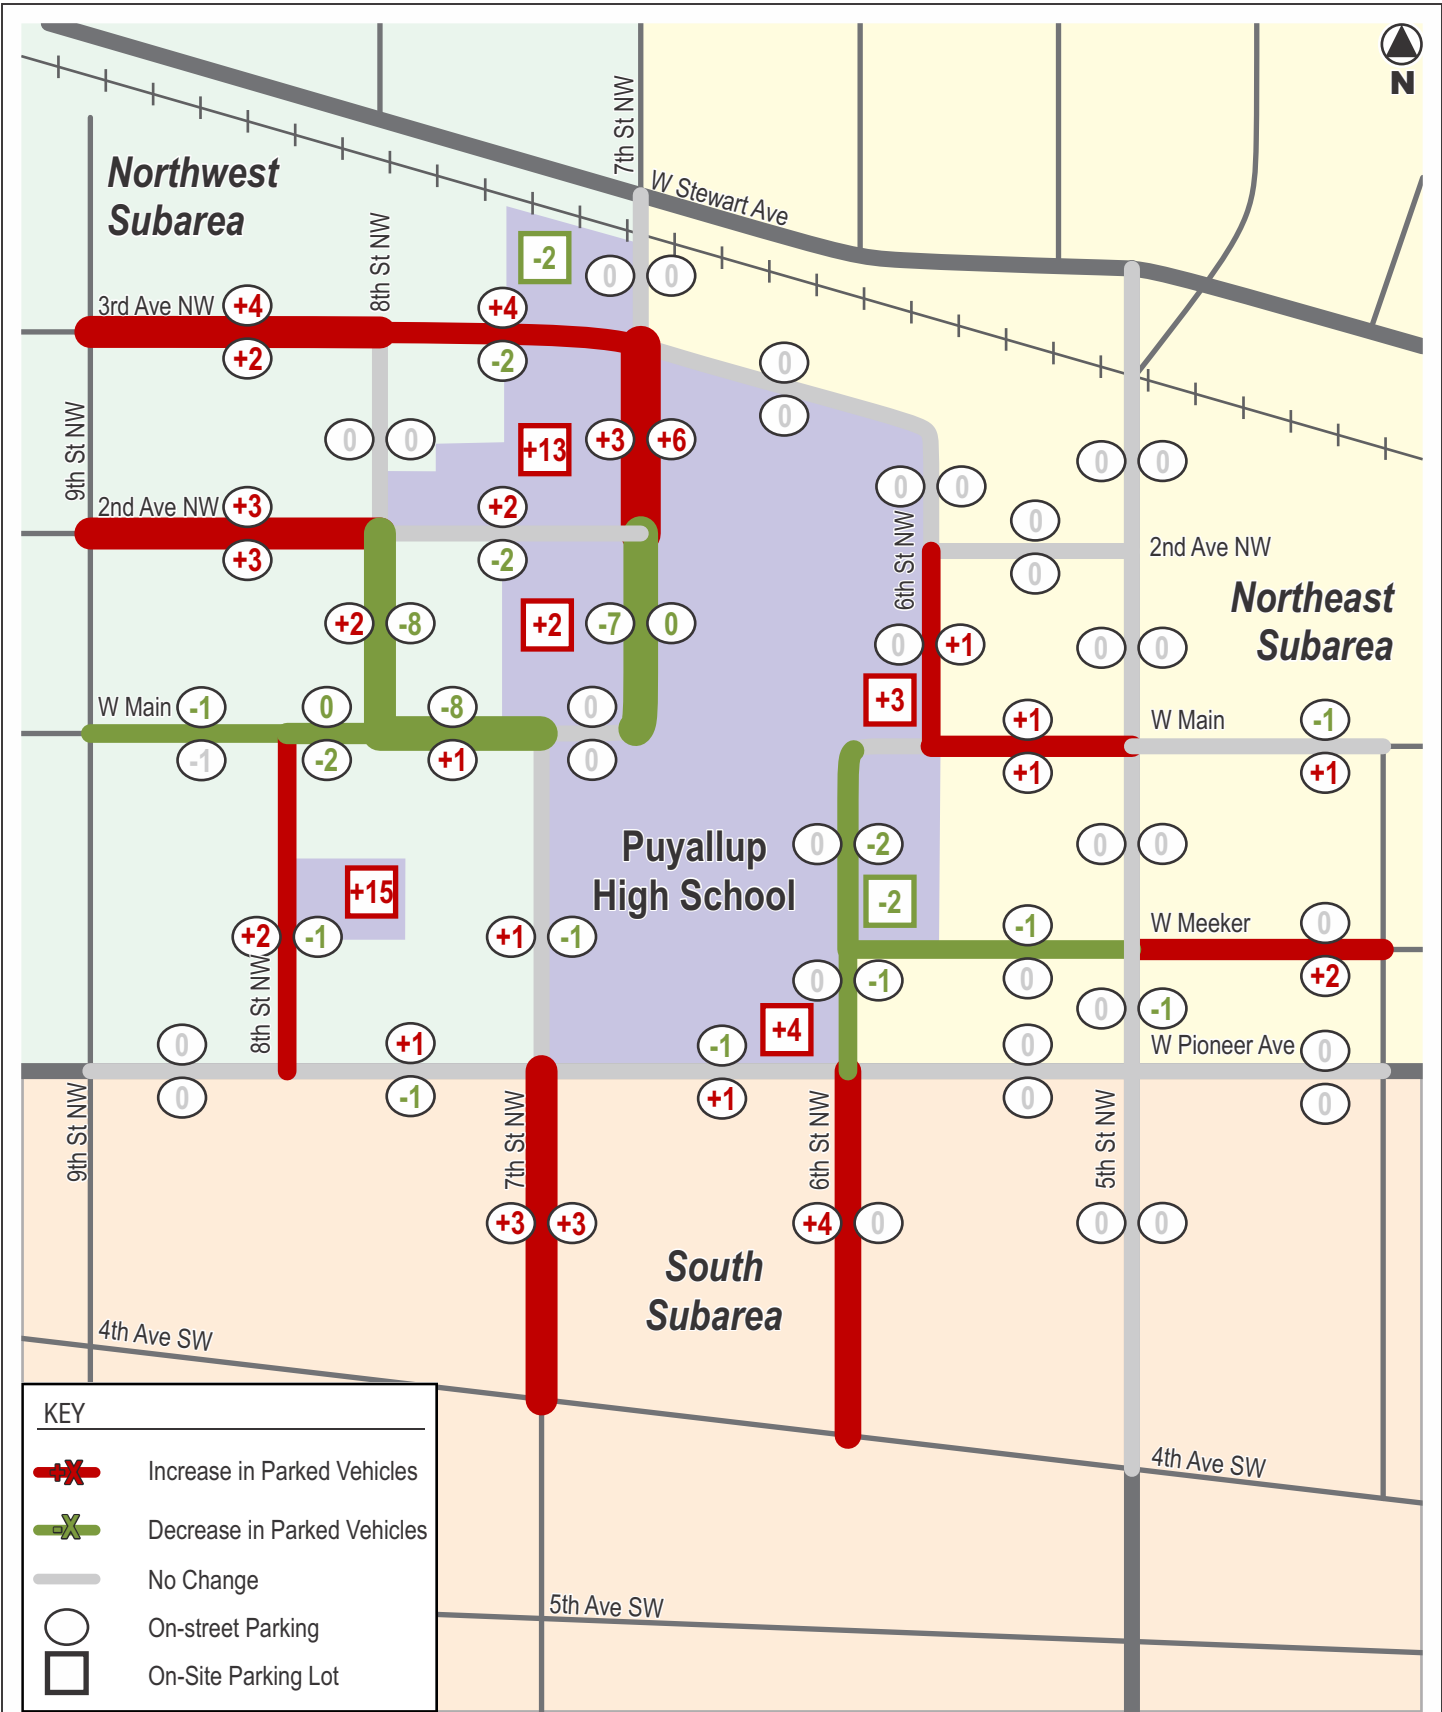 N
7th St NW
W Stewart Ave
Northwest
Subarea
8th St NW
-2
0 0
3rd Ave NW
+4
+4
+2
-2
0
0
9th St NW
0 0
+13
+3 +6
0 0
0 0
2nd Ave NW
+3
+2
+3
-2
0
0
6th St NW
2nd Ave NW
Northeast
Subarea
+2 -8
+2
-7 0
0 +1
0 0
+3
W Main
-1
0
-8
0
-1
-2
+1
0
+1
+1
W Main
-1
+1
Puyallup
High School
0 -2
0 0
+15
-2
+2 -1
+1 -1
-1
0
W Meeker
0
+2
0 -1
0 -1
8th St NW
+4
0
0
+1
-1
-1
+1
0
0
W Pioneer Ave
0
0
9th St NW
7th St NW
6th St NW
5th St NW
+3 +3
+4 0
0 0
South
Subarea
4th Ave SW
4th Ave SW
5th Ave SW
KEY
+X Increase in Parked Vehicles
-X Decrease in Parked Vehicles
No Change
On-street Parking
On-Site Parking Lot